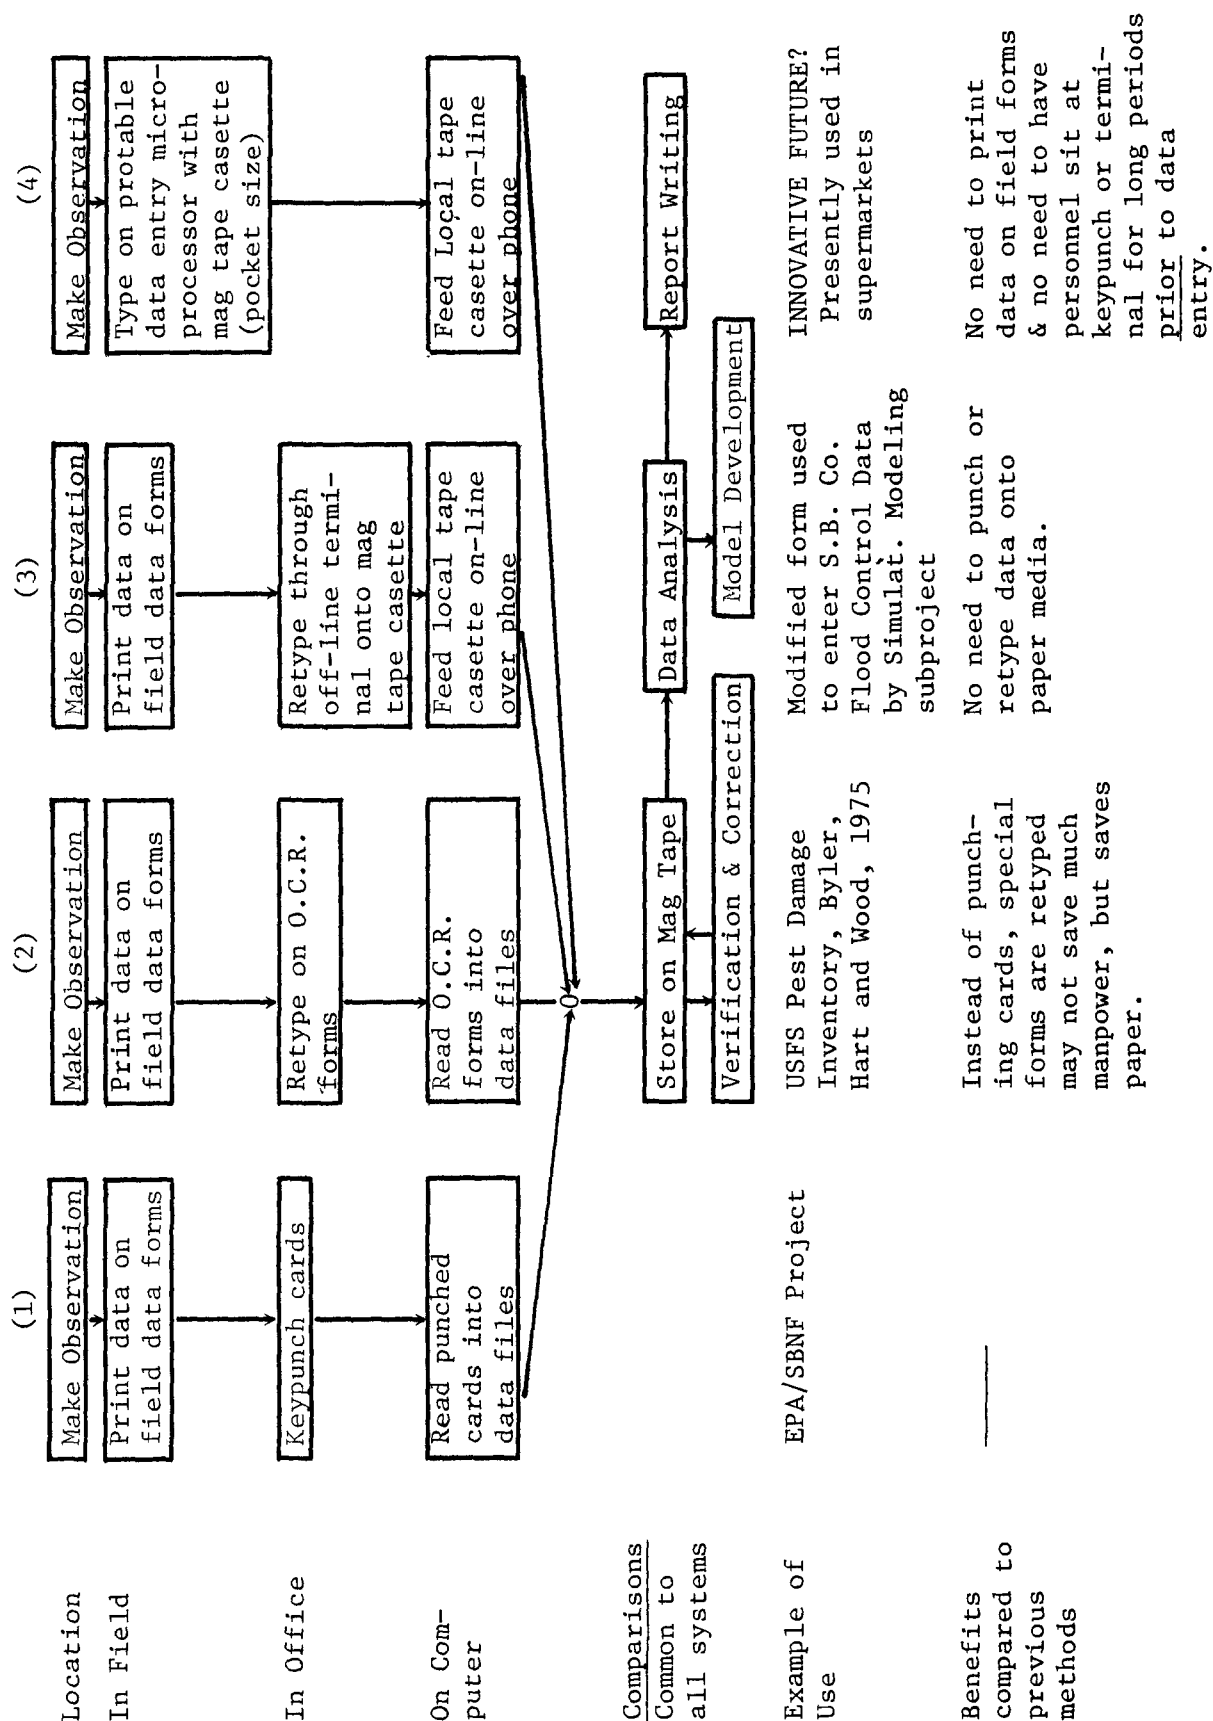 (1)
(2)
(3)
(4)
Location
In Field
Make Observation
Print data on
field data forms
Make Observation
Print data on
field data forms
Make Observation
Print data on
field data forms
Make Observation
Type on protable
data entry micro-
processor with
mag tape casette
(pocket size)
In Office
Keypunch cards
Retype on O.C.R.
forms
Retype through
off-line termi-
nal onto mag
tape casette
On Com-
puter
Read punched
cards into
data files
Read O.C.R.
forms into
data files
Feed local tape
casette on-line
over phone
Feed Local tape
casette on-line
over phone
O
Comparisons
Common to
all systems
Store on Mag Tape
Verification & Correction
Data Analysis
Model Development
Report Writing
Example of
Use
EPA/SBNF Project
USFS Pest Damage
Inventory, Byler,
Hart and Wood, 1975
Modified form used
to enter S.B. Co.
Flood Control Data
by Simulat. Modeling
subproject
INNOVATIVE FUTURE?
Presently used in
supermarkets
Benefits
compared to
previous
methods
Instead of punch-
ing cards, special
forms are retyped
may not save much
manpower, but saves
paper.
No need to punch or
retype data onto
paper media.
No need to print
data on field forms
& no need to have
personnel sit at
keypunch or termi-
nal for long periods
prior to data
entry.